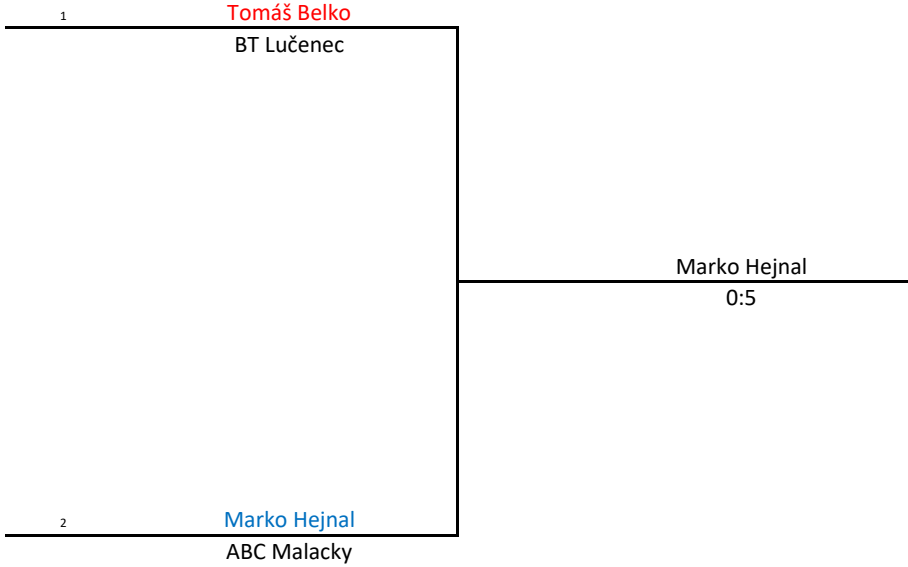 1 Tomáš Belko
BT Lučenec
Marko Hejnal
0:5
2 Marko Hejnal
ABC Malacky